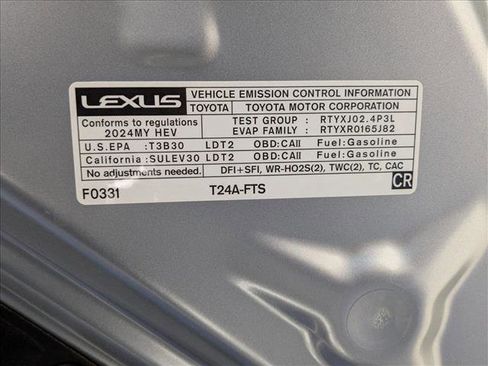 LEXUS VEHICLE EMISSION CONTROL INFORMATION
TOYOTA TOYOTA MOTOR CORPORATION
Conforms to regulations TEST GROUP : RTYXJ02.4P3L
2024MY HEV EVAP FAMILY : RTYXR0165J82
U.S.EPA :T3B30 LDT2 OBD:CAII Fuel:Gasoline
California :SULEV30 LDT2 OBD:CAII Fuel:Gasoline
No adjustments needed. DFI+SFI, WR-HO2S(2), TWC(2), TC, CAC
F0331 T24A-FTS CR